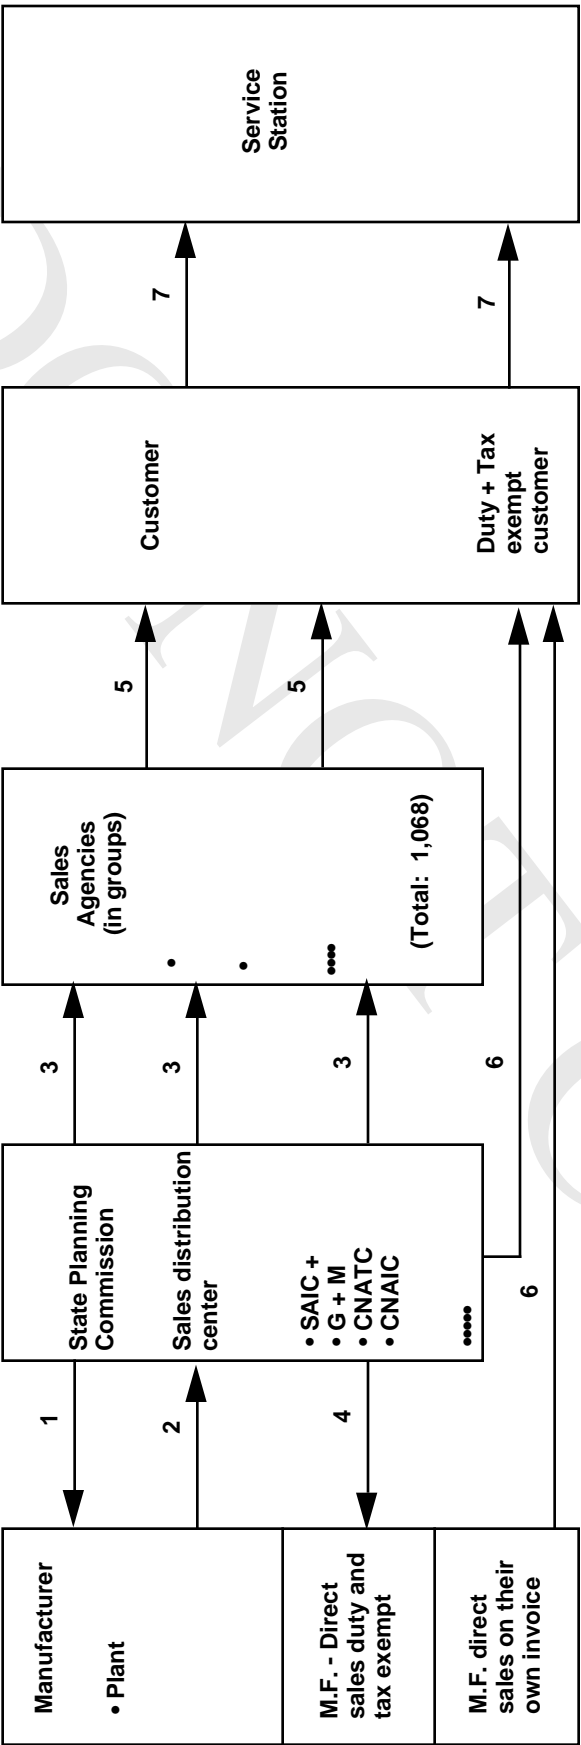 Manufacturer
• Plant
M.F. - Direct
sales duty and
tax exempt
M.F. direct
sales on their
own invoice
1
2
4
6
State Planning
Commission
Sales distribution
center
• SAIC +
• G + M
• CNATC
• CNAIC
•••••
3
3
3
6
Sales
Agencies
(in groups)
•
•
••••
(Total: 1,068)
5
5
Customer
Duty + Tax
exempt
customer
7
7
Service
Station